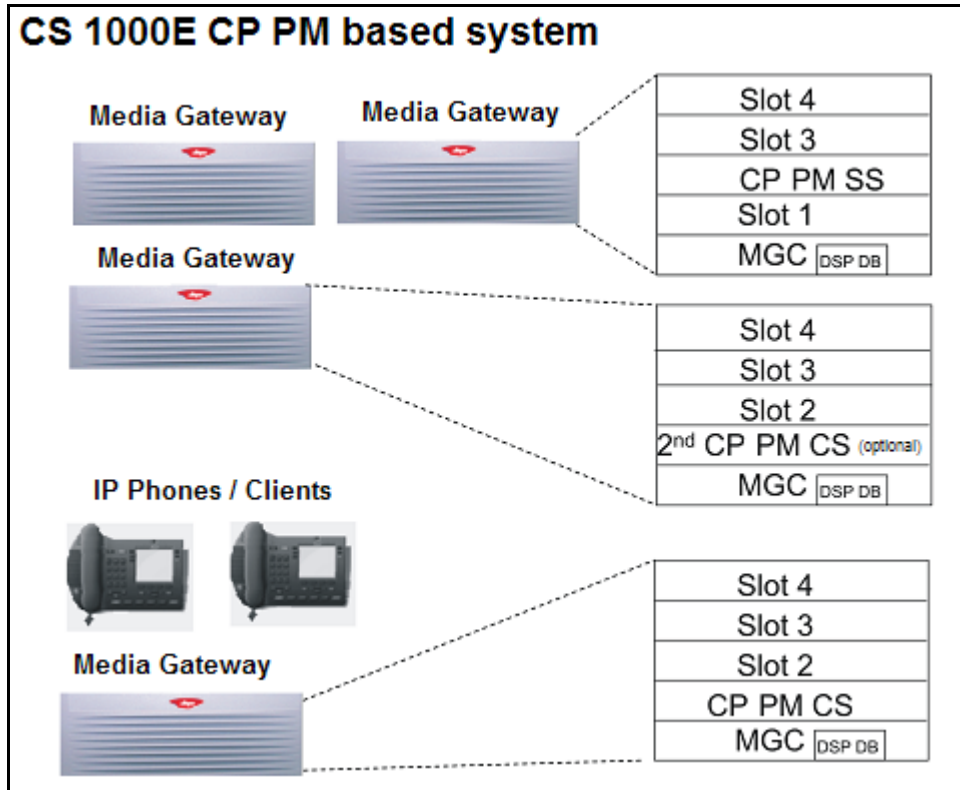 CS 1000E CP PM based system
Media Gateway
Media Gateway
Slot 4
Slot 3
CP PM SS
Slot 1
MGC DSP DB
Media Gateway
Slot 4
Slot 3
Slot 2
2nd CP PM CS (optional)
MGC DSP DB
IP Phones / Clients
Media Gateway
Slot 4
Slot 3
Slot 2
CP PM CS
MGC DSP DB